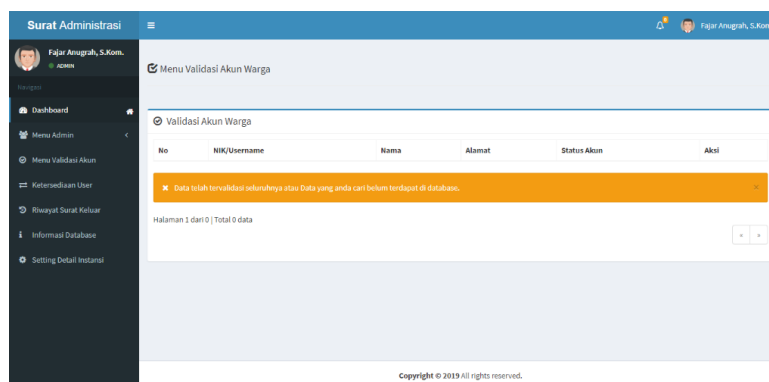 Surat Administrasi
Fajar Anugrah, S.Kom
Fajar Anugrah, S.Kom.
ADMIN
Navigasi
Dashboard
Menu Admin
Menu Validasi Akun
Ketersediaan User
Riwayat Surat Keluar
Informasi Database
Setting Detail Instansi
Menu Validasi Akun Warga
Validasi Akun Warga
No NIK/Username Nama Alamat Status Akun Aksi
Data telah tervalidasi seluruhnya atau Data yang anda cari belum terdapat di database.
Halaman 1 dari 0 | Total 0 data
« »
Copyright © 2019 All rights reserved.